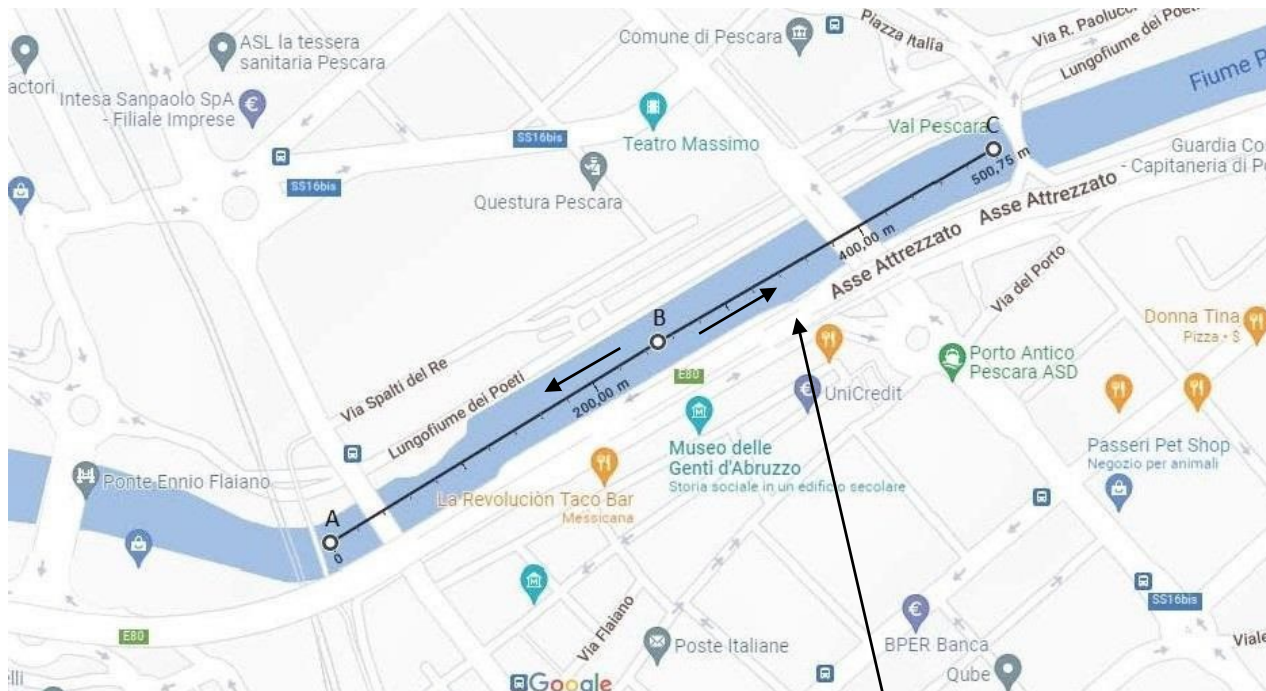 ASL la tessera
sanitaria Pescara
actori
Intesa Sanpaolo SpA
- Filiale Imprese
SS16bis
SS16bis
Comune di Pescara
Piazza Italia
Via R. Paolucci
Lungofiume dei Poeti
Fiume P
Teatro Massimo
Questura Pescara
Val Pescara
C
500,75 m
Guardia Co
- Capitaneria di P
Asse Attrezzato
Asse Attrezzato
400,00 m
Via del Porto
B
200,00 m
E80
Via Spalti del Re
Lungofiume dei Poeti
Donna Tina
Pizza • $
Porto Antico
Pescara ASD
UniCredit
Museo delle
Genti d'Abruzzo
Storia sociale in un edificio secolare
Passeri Pet Shop
Negozio per animali
Ponte Ennio Flaiano
A
0
La Revoluciòn Taco Bar
Messicana
E80
Via Flaiano
Poste Italiane
BPER Banca
Qube
SS16bis
Viale
elli
Google